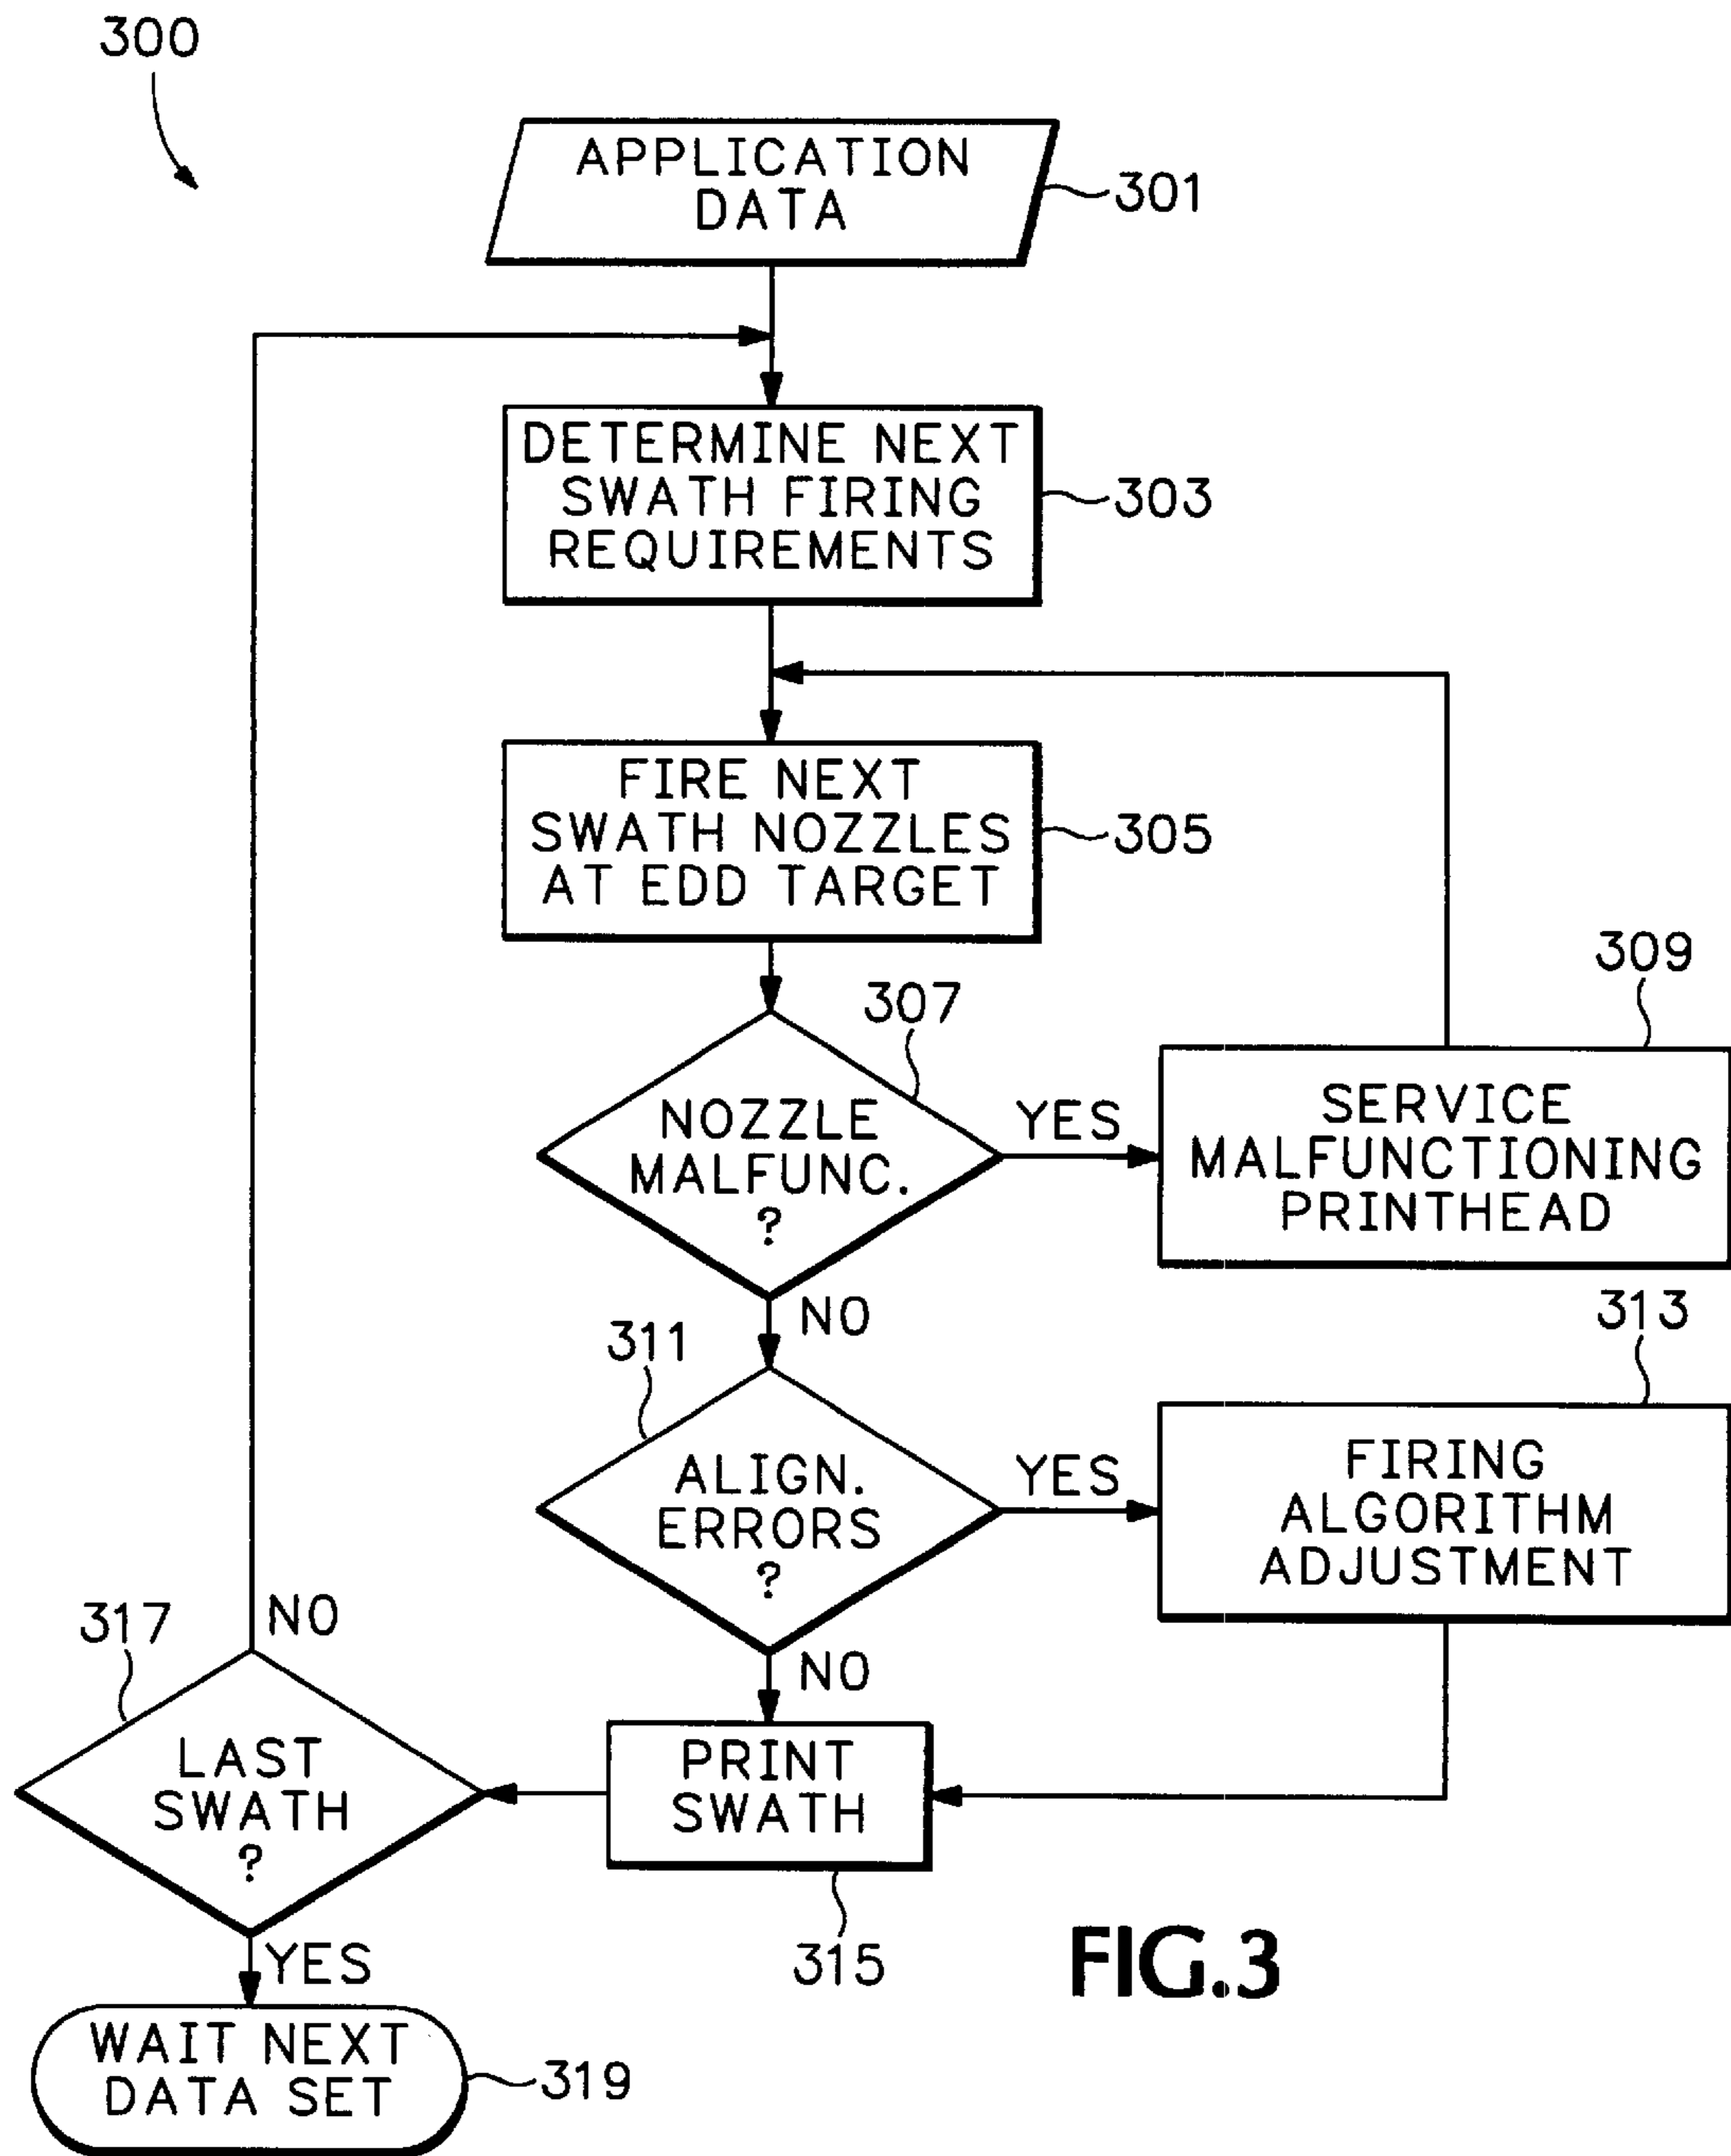 300
APPLICATION
DATA
301
DETERMINE NEXT
SWATH FIRING
REQUIREMENTS
303
FIRE NEXT
SWATH NOZZLES
AT EDD TARGET
305
307
309
NOZZLE
MALFUNC.
?
YES
SERVICE
MALFUNCTIONING
PRINTHEAD
NO
311
313
ALIGN.
ERRORS
?
YES
FIRING
ALGORITHM
ADJUSTMENT
NO
317
NO
LAST
SWATH
?
PRINT
SWATH
315
YES
WAIT NEXT
DATA SET
319
FIG.3